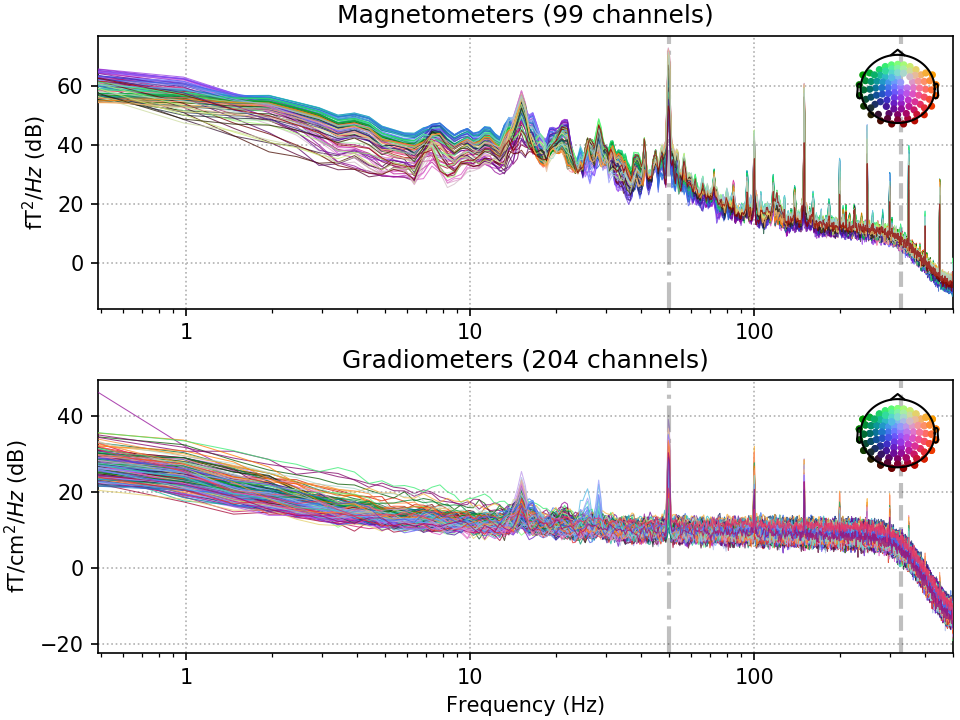 Magnetometers (99 channels)
fT²/Hz (dB)
60
40
20
0
1
10
100
Gradiometers (204 channels)
fT/cm²/Hz (dB)
40
20
0
−20
1
10
100
Frequency (Hz)